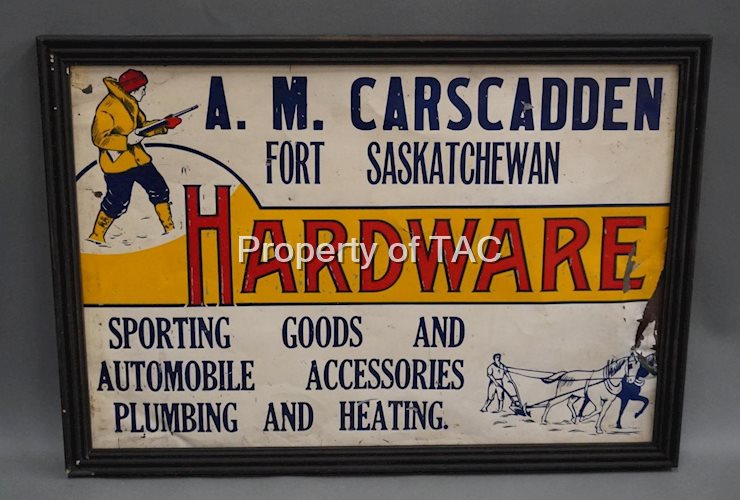 A. M. CARSCADDEN
FORT SASKATCHEWAN
HARDWARE
Property of TAC
SPORTING GOODS AND
AUTOMOBILE ACCESSORIES
PLUMBING AND HEATING.